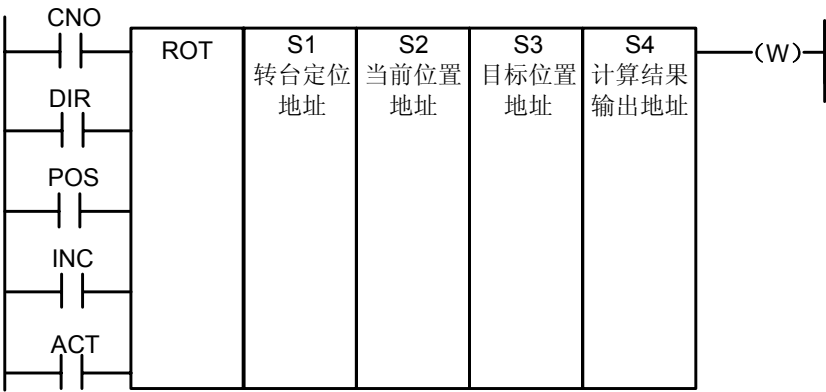 CNO
DIR
POS
INC
ACT
ROT
S1
转台定位
地址
S2
当前位置
地址
S3
目标位置
地址
S4
计算结果
输出地址
(W)